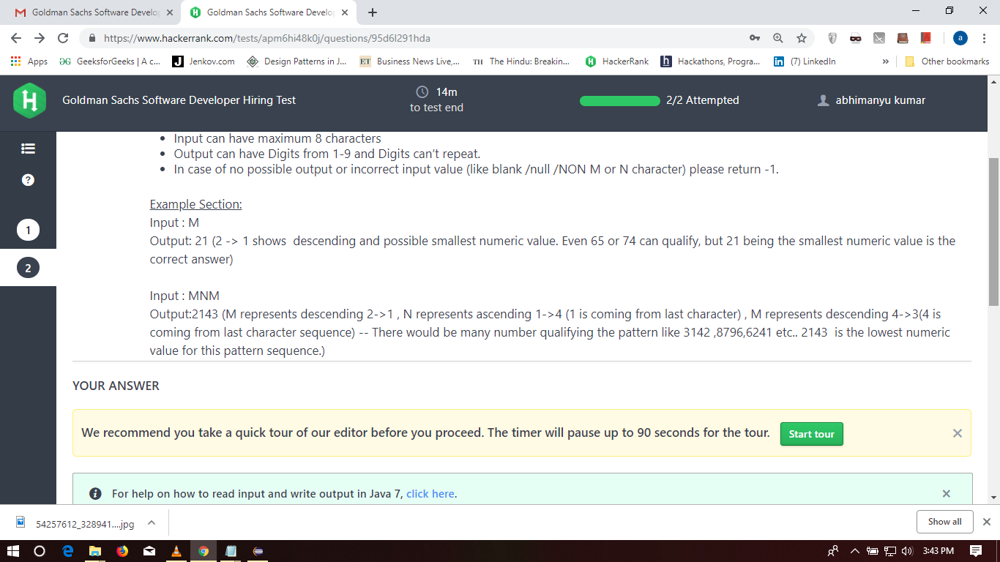 Goldman Sachs Software Develo
Goldman Sachs Software Develo
https://www.hackerrank.com/tests/apm6hi48k0j/questions/95d6l291hda
a
Apps
GeeksforGeeks | A c...
Jenkov.com
Design Patterns in J...
ET Business News Live,...
TH The Hindu: Breakin...
HackerRank
h Hackathons, Progra...
in (7) LinkedIn
»
Other bookmarks
H
Goldman Sachs Software Developer Hiring Test
14m
to test end
2/2 Attempted
abhimanyu kumar
?
1
2
• Input can have maximum 8 characters
• Output can have Digits from 1-9 and Digits can’t repeat.
• In case of no possible output or incorrect input value (like blank /null /NON M or N character) please return -1.
Example Section:
Input : M
Output: 21 (2 -> 1 shows  descending and possible smallest numeric value. Even 65 or 74 can qualify, but 21 being the smallest numeric value is the
correct answer)
Input : MNM
Output:2143 (M represents descending 2->1 , N represents ascending 1->4 (1 is coming from last character) , M represents descending 4->3(4 is
coming from last character sequence) -- There would be many number qualifying the pattern like 3142 ,8796,6241 etc.. 2143  is the lowest numeric
value for this pattern sequence.)
YOUR ANSWER
We recommend you take a quick tour of our editor before you proceed. The timer will pause up to 90 seconds for the tour.
Start tour
For help on how to read input and write output in Java 7, click here.
54257612_328941....jpg
Show all
3:43 PM